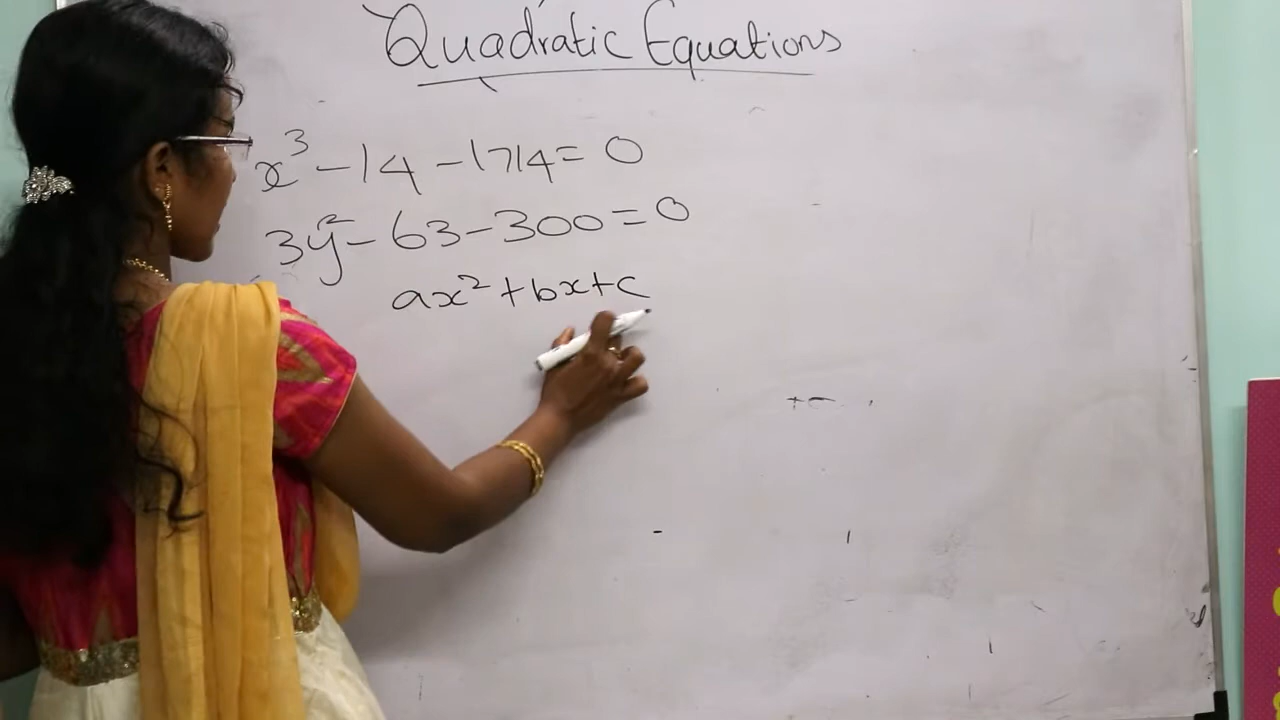 Quadratic Equations
x³ - 14 - 1714 = 0
3y² - 63 - 300 = 0
ax² + bx + c